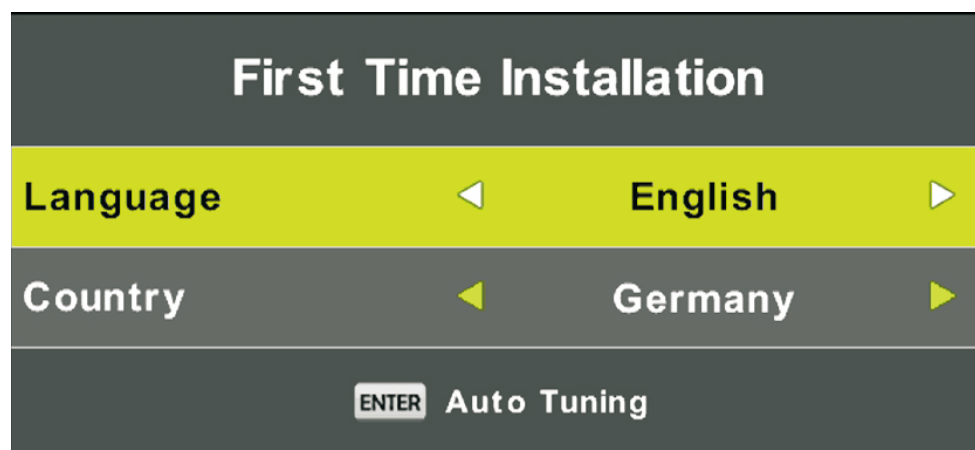 First Time Installation
Language English
Country Germany
ENTER Auto Tuning